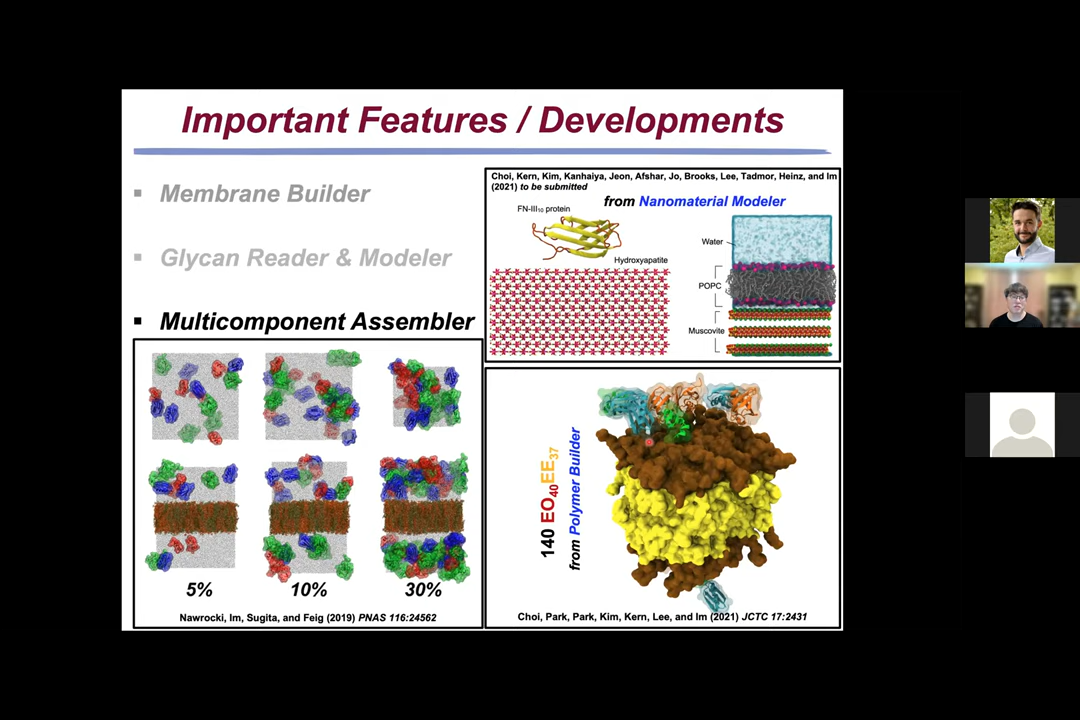 Important Features / Developments
▪ Membrane Builder
▪ Glycan Reader & Modeler
▪ Multicomponent Assembler
5% 10% 30%
Nawrocki, Im, Sugita, and Feig (2019) PNAS 116:24562
Choi, Kern, Kim, Kanhaiya, Jeon, Afshar, Jo, Brooks, Lee, Tadmor, Heinz, and Im
(2021) to be submitted
from Nanomaterial Modeler
FN-III10 protein
Hydroxyapatite
Water
POPC
Muscovite
140 EO40EE37
from Polymer Builder
Choi, Park, Park, Kim, Kern, Lee, and Im (2021) JCTC 17:2431